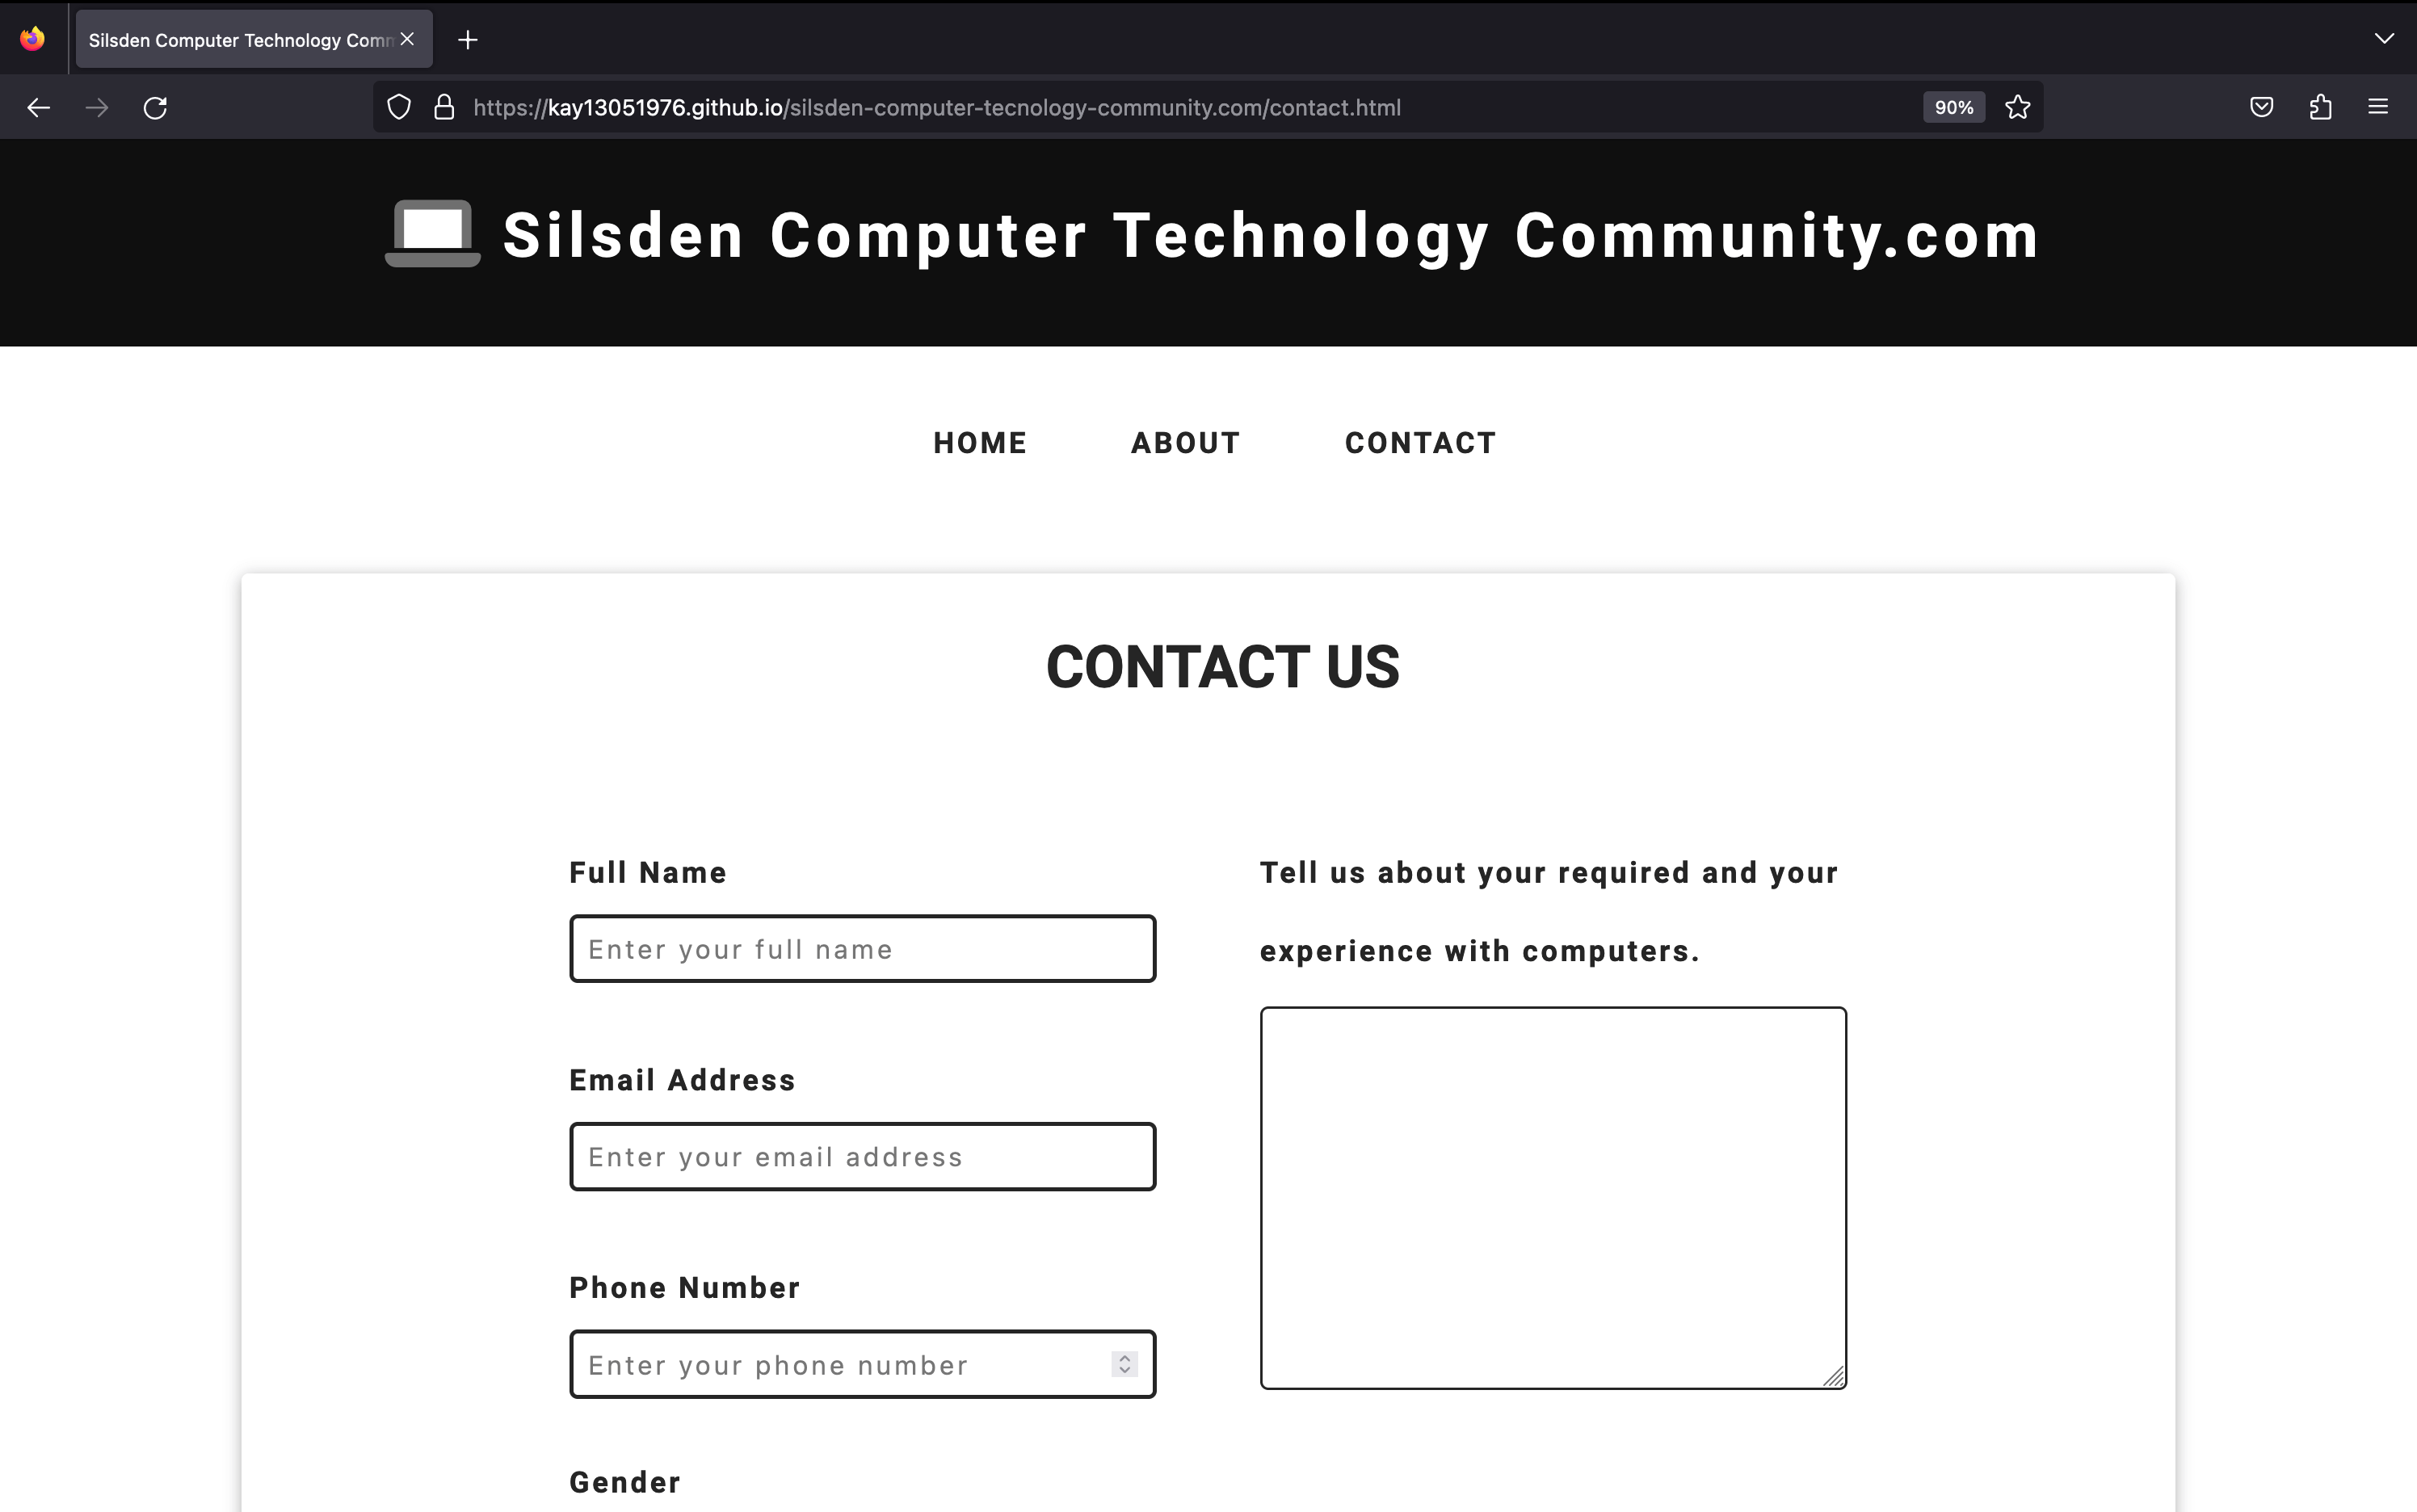 Silsden Computer Technology Com
https://kay13051976.github.io/silsden-computer-tecnology-community.com/contact.html
90%
Silsden Computer Technology Community.com
HOME ABOUT CONTACT
CONTACT US
Full Name
Enter your full name
Email Address
Enter your email address
Phone Number
Enter your phone number
Gender
Tell us about your required and your
experience with computers.